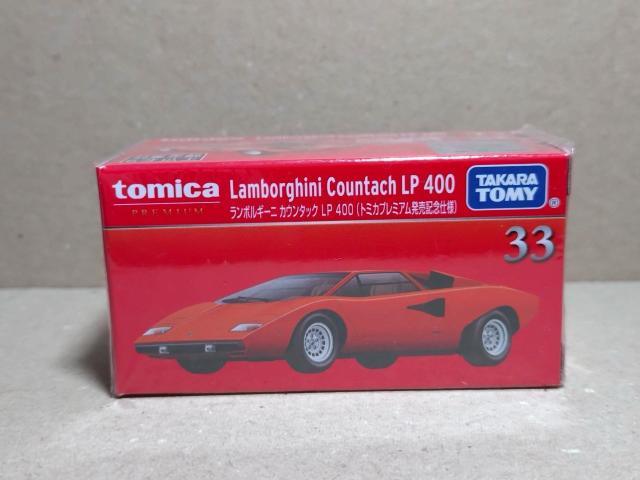 tomica
PREMIUM
Lamborghini Countach LP 400
ランボルギーニ カウンタック LP 400 (トミカプレミアム発売記念仕様)
TAKARA
TOMY
33